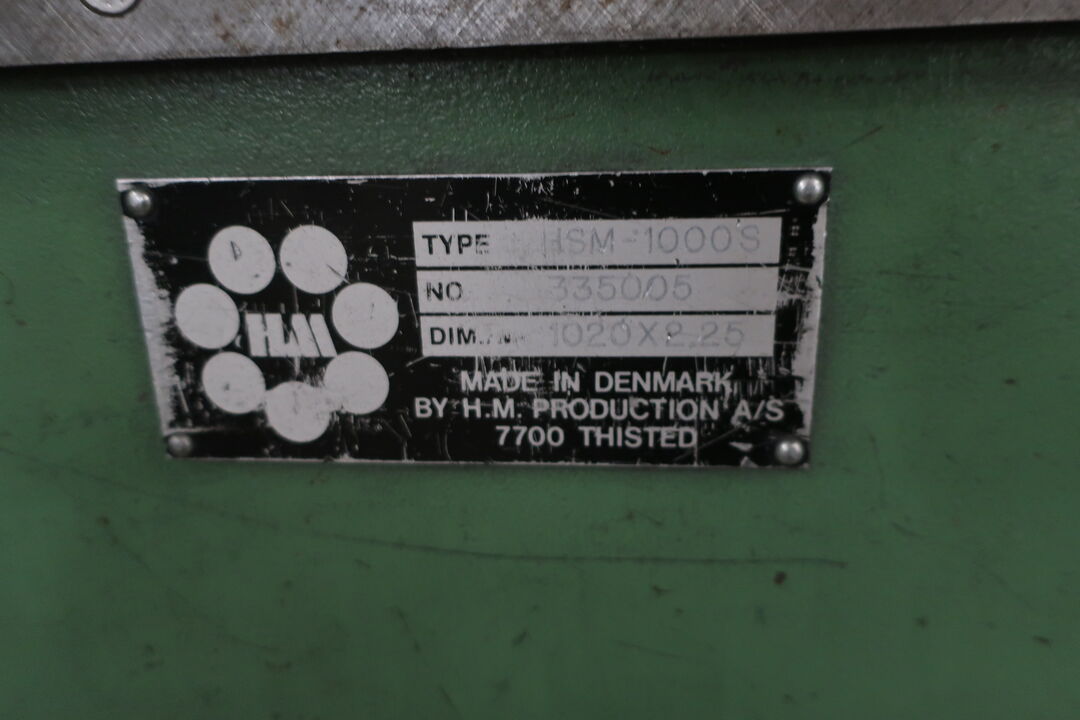 HM
TYPE HSM-1000S
NO 335005
DIM. 1020X2.25
MADE IN DENMARK
BY H.M. PRODUCTION A/S
7700 THISTED